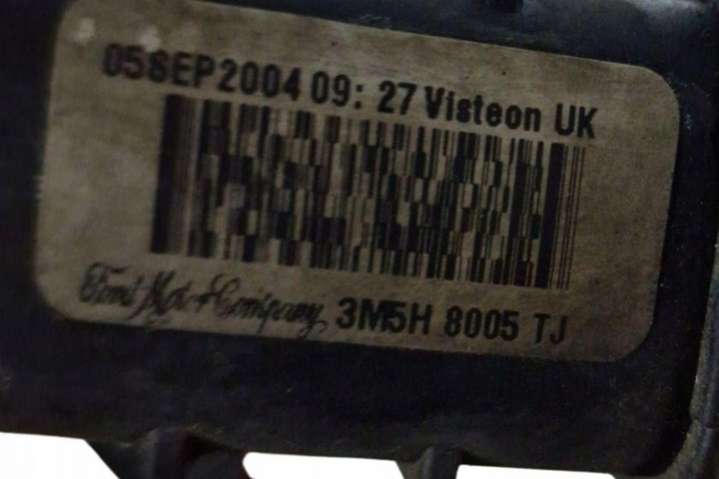 05SEP2004 09: 27 Visteon UK
Ford Motor Company 3M5H 8005 TJ